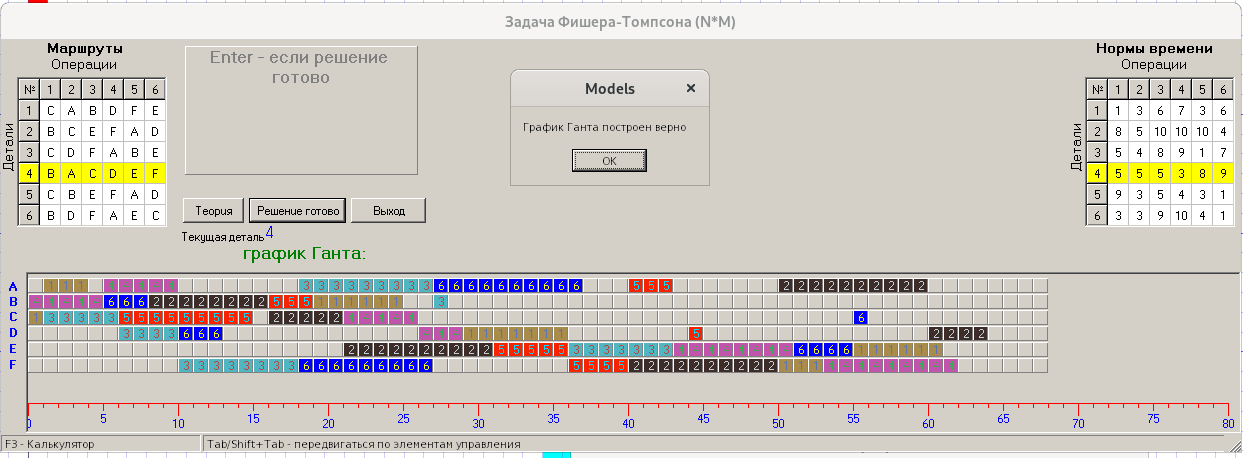 Задача Фишера-Томпсона (N*M)
Маршруты
Операции
Детали
№ 1 2 3 4 5 6
1 C A B D F E
2 B C E F A D
3 C D F A B E
4 B A C D E F
5 C B E F A D
6 B D F A E C
Enter - если решение
готово
Models
График Ганта построен верно
OK
Нормы времени
Операции
Детали
№ 1 2 3 4 5 6
1 1 3 6 7 3 6
2 8 5 10 10 10 4
3 5 4 8 9 1 7
4 5 5 5 3 8 9
5 9 3 5 4 3 1
6 3 3 9 10 4 1
Теория Решение готово Выход
Текущая деталь 4
график Ганта:
A 1 1 1 4 4 4 4 4 3 3 3 3 3 3 3 3 3 6 6 6 6 6 6 6 6 6 6 5 5 5 2 2 2 2 2 2 2 2 2 2
B 4 4 4 4 4 6 6 6 2 2 2 2 2 2 2 2 5 5 5 1 1 1 1 1 1 3
C 1 3 3 3 3 3 5 5 5 5 5 5 5 5 5 2 2 2 2 2 4 4 4 4 4 6
D 3 3 3 3 6 6 6 4 4 4 1 1 1 1 1 1 1 5 2 2 2 2
E 2 2 2 2 2 2 2 2 2 2 5 5 5 5 5 3 3 3 3 3 3 3 4 4 4 4 4 4 4 4 6 6 6 6 1 1 1 1 1 1
F 3 3 3 3 3 3 3 3 6 6 6 6 6 6 6 6 6 5 5 5 5 2 2 2 2 2 2 2 2 2 2 1 1 1 4 4 4 4 4 4 4 4 4
0 5 10 15 20 25 30 35 40 45 50 55 60 65 70 75 80
F3 - Калькулятор Tab/Shift+Tab - передвигаться по элементам управления